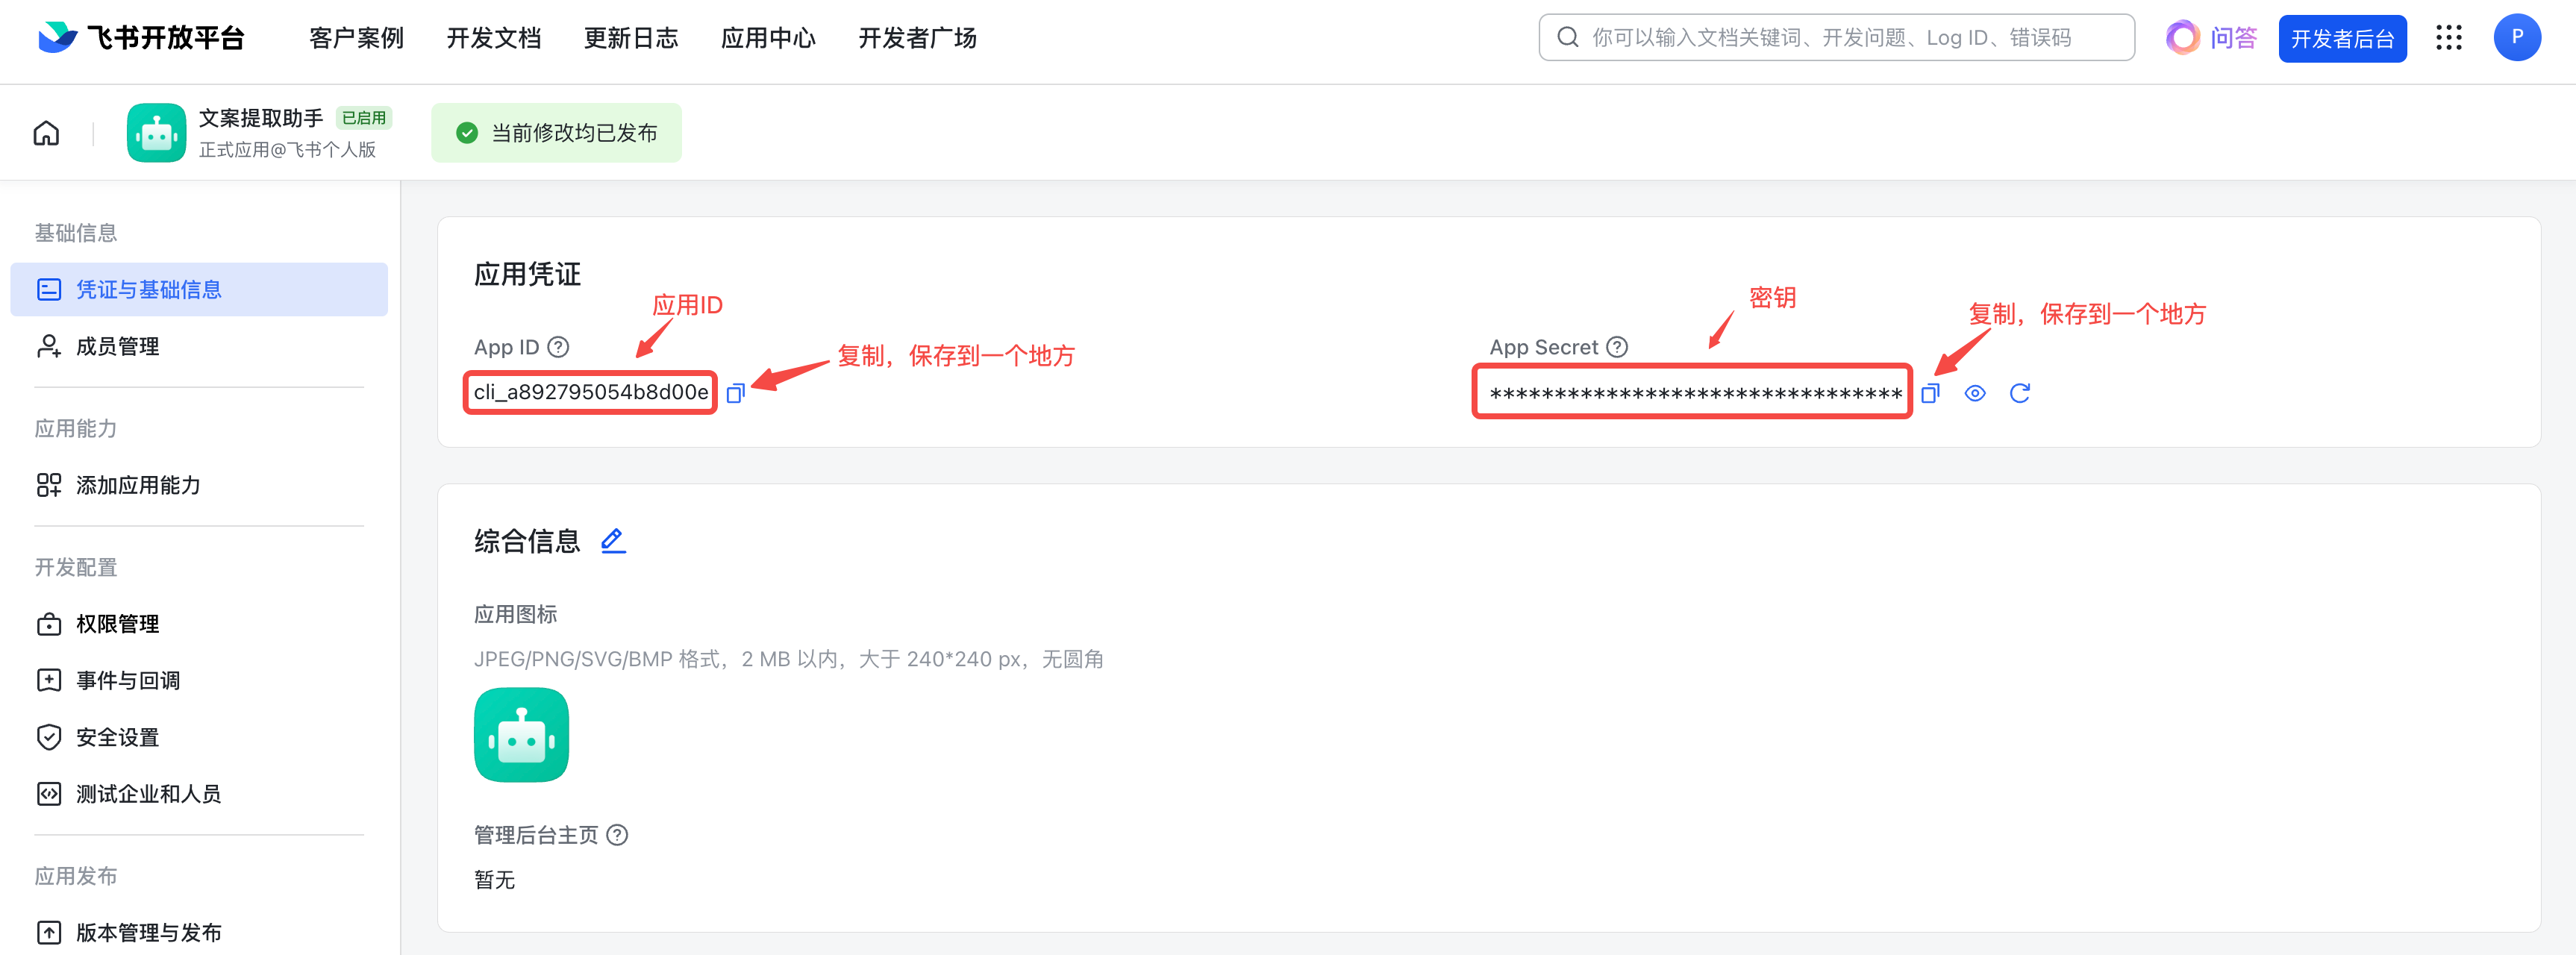 飞书开放平台
客户案例
开发文档
更新日志
应用中心
开发者广场
你可以输入文档关键词、开发问题、Log ID、错误码
问答
开发者后台
P
文案提取助手
已启用
正式应用@飞书个人版
当前修改均已发布
基础信息
凭证与基础信息
成员管理
应用能力
添加应用能力
开发配置
权限管理
事件与回调
安全设置
测试企业和人员
应用发布
版本管理与发布
应用凭证
应用ID
App ID
复制，保存到一个地方
cli_a892795054b8d00e
密钥
App Secret
复制，保存到一个地方
********************************
综合信息
应用图标
JPEG/PNG/SVG/BMP 格式，2 MB 以内，大于 240*240 px，无圆角
管理后台主页
暂无